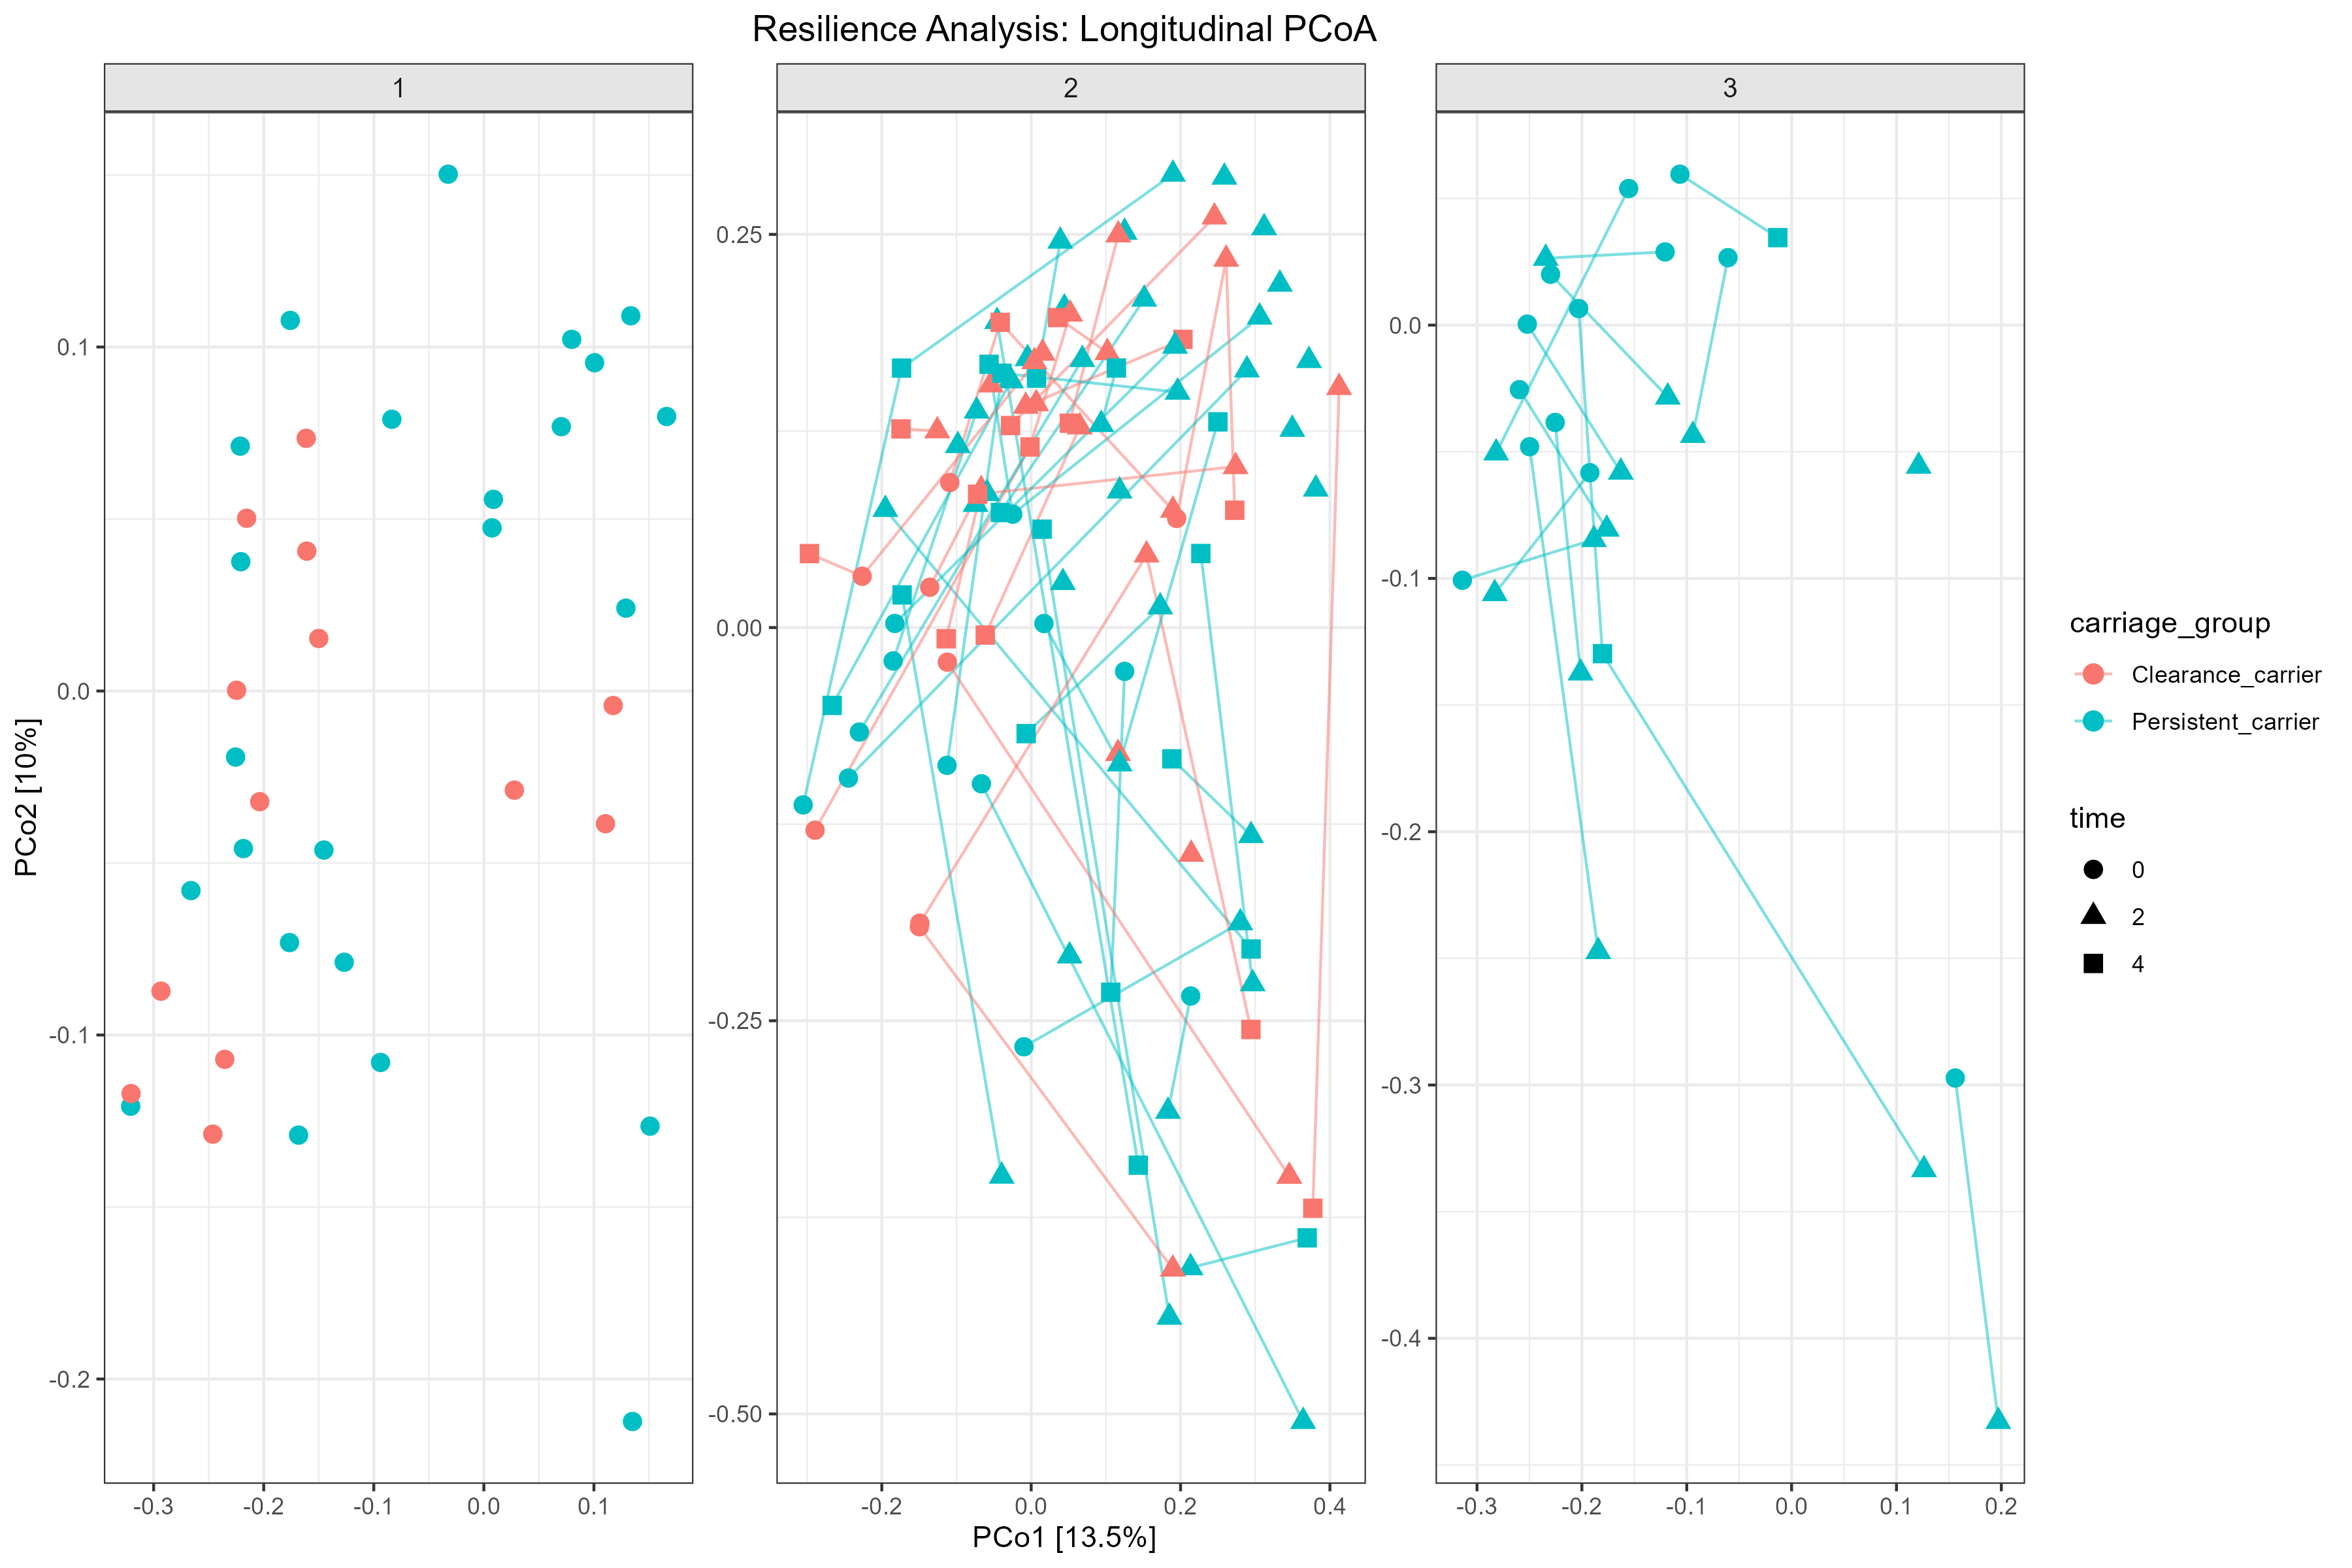 Resilience Analysis: Longitudinal PCoA
1
2
3
0.1
0.0
-0.1
-0.2
0.25
0.00
-0.25
-0.50
0.0
-0.1
-0.2
-0.3
-0.4
-0.3 -0.2 -0.1 0.0 0.1
-0.2 0.0 0.2 0.4
-0.3 -0.2 -0.1 0.0 0.1 0.2
PCo2 [10%]
PCo1 [13.5%]
carriage_group
Clearance_carrier
Persistent_carrier
time
0
2
4